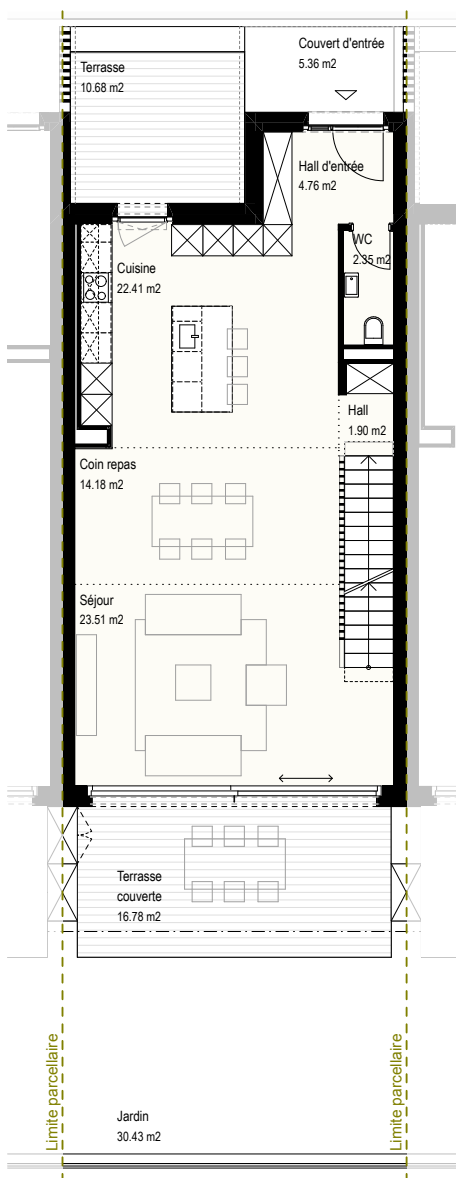 Couvert d'entrée
5.36 m2
Terrasse
10.68 m2
Hall d'entrée
4.76 m2
WC
2.35 m2
Cuisine
22.41 m2
Hall
1.90 m2
Coin repas
14.18 m2
Séjour
23.51 m2
Terrasse
couverte
16.78 m2
Limite parcellaire
Limite parcellaire
Jardin
30.43 m2